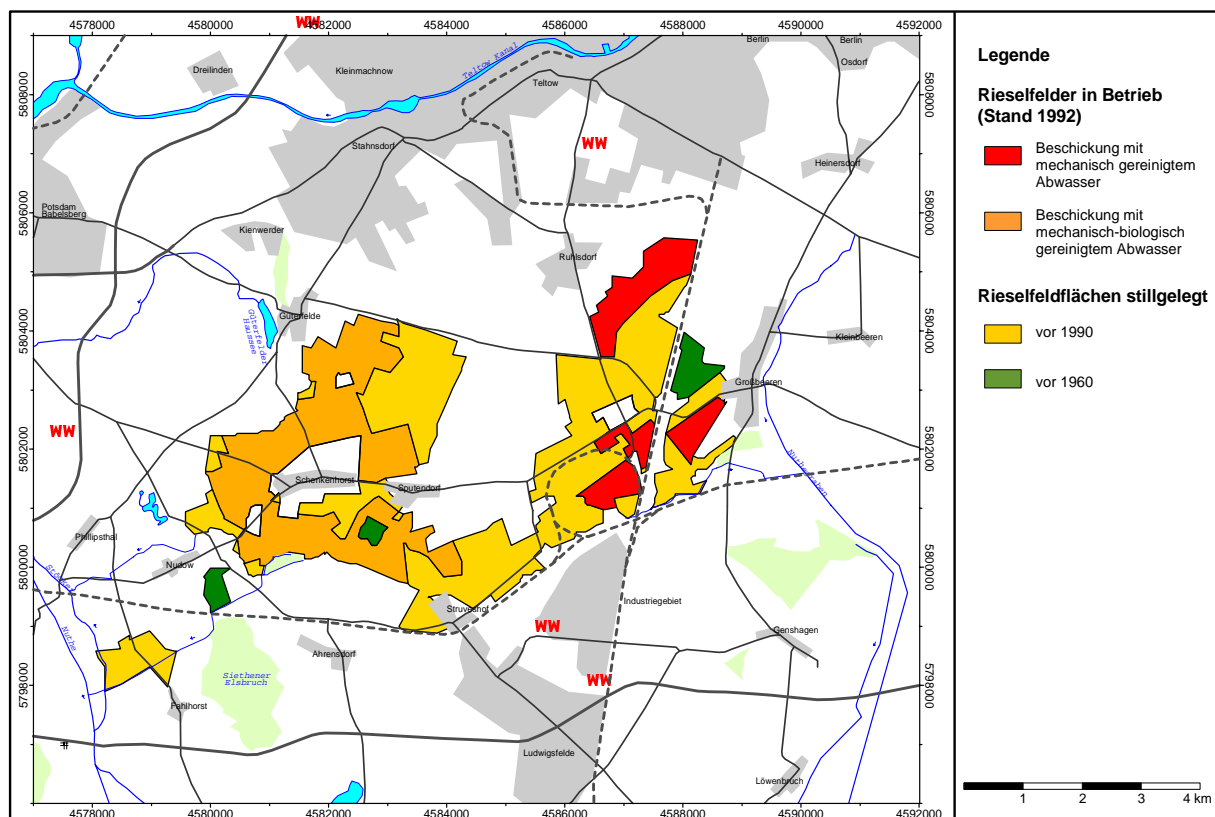 4578000
4580000
4582000
4584000
4586000
4588000
4590000
4592000
WW
Berlin
Berlin
Dreilinden
Kleinmachnow
Teltow Kanal
Teltow
Osdorf
5808000
5808000
Stahnsdorf
WW
Heinersdorf
Potsdam
Babelsberg
5806000
5806000
Kienwerder
Ruhlsdorf
Güterfelde
Güterfelder
Haussee
5804000
5804000
Kleinbeeren
Großbeeren
WW
5802000
5802000
Schenkenhorst
Sputendorf
Nuthegraben
Phillipsthal
Nudow
5800000
5800000
Struveshof
Industriegebiet
WW
Genshagen
Nuthe
Ahrensdorf
Siethener
Elsbruch
WW
5798000
5798000
Fahlhorst
Ludwigsfelde
Löwenbruch
4578000
4580000
4582000
4584000
4586000
4588000
4590000
4592000
Legende
Rieselfelder in Betrieb
(Stand 1992)
Beschickung mit
mechanisch gereinigtem
Abwasser
Beschickung mit
mechanisch-biologisch
gereinigtem Abwasser
Rieselfeldflächen stillgelegt
vor 1990
vor 1960
1 2 3 4 km